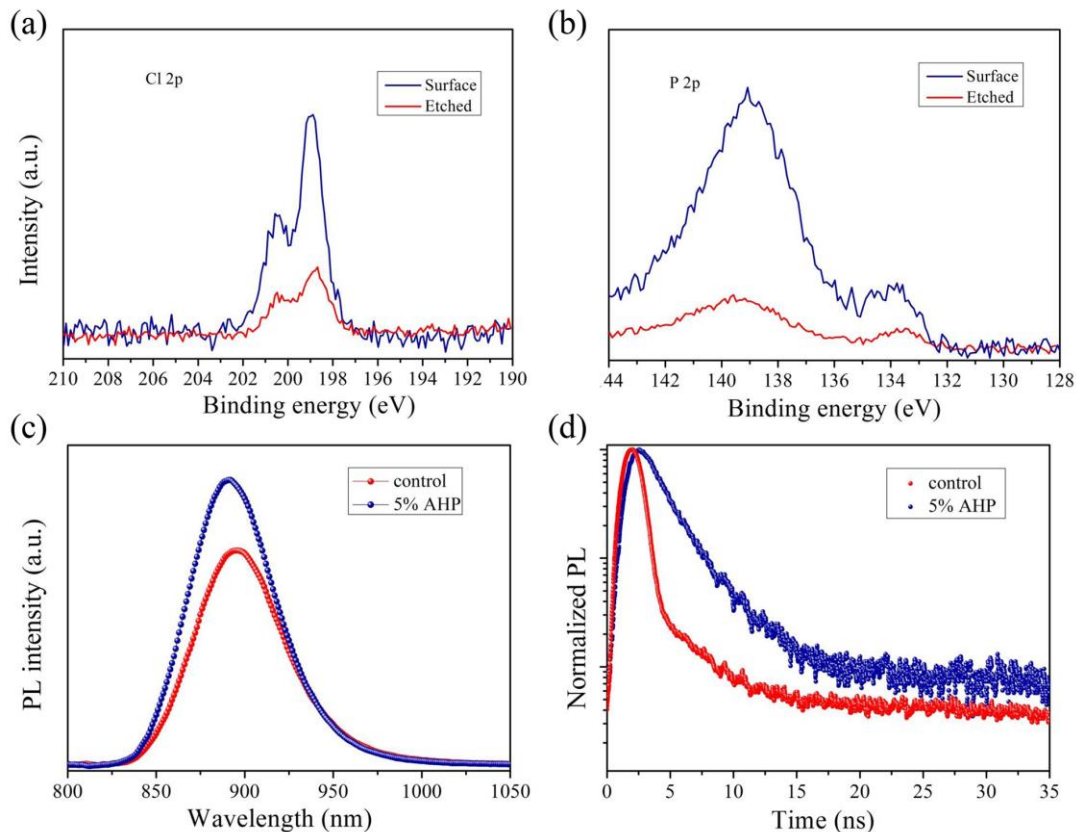 (a)
Cl 2p
Surface
Etched
Intensity (a.u.)
210 208 206 204 202 200 198 196 194 192 190
Binding energy (eV)
(b)
P 2p
Surface
Etched
.44 142 140 138 136 134 132 130 128
Binding energy (eV)
(c)
control
5% AHP
PL intensity (a.u.)
800 850 900 950 1000 1050
Wavelength (nm)
(d)
control
5% AHP
Normalized PL
0 5 10 15 20 25 30 35
Time (ns)